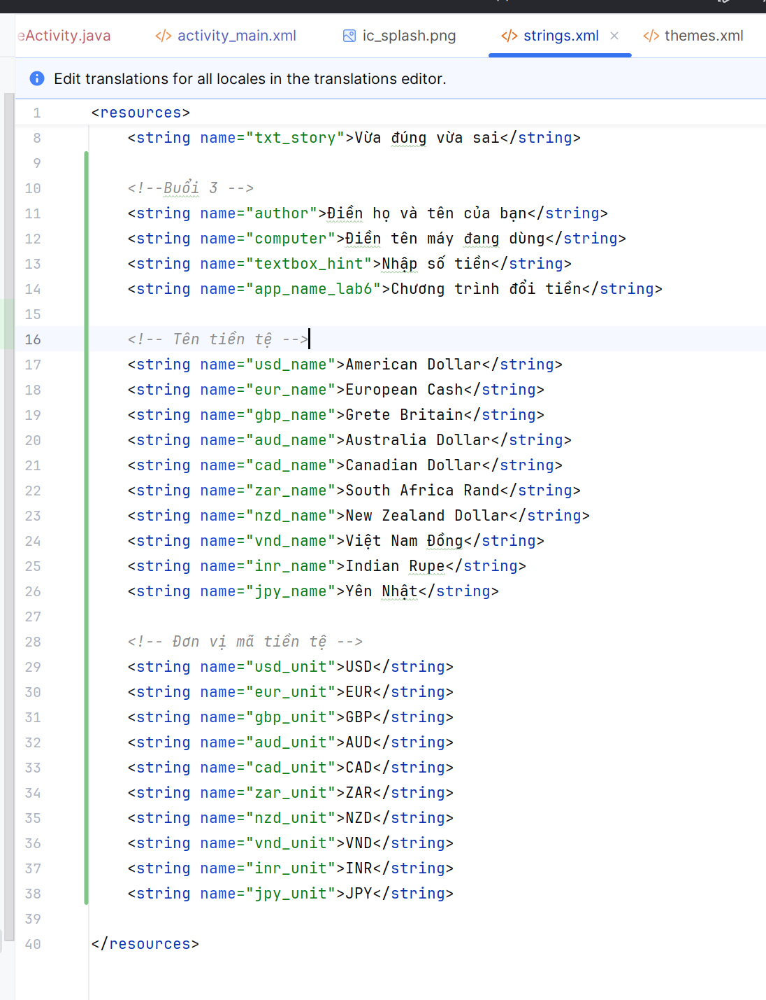 eActivity.java </> activity_main.xml ic_splash.png </> strings.xml × </> themes.xml
Edit translations for all locales in the translations editor.
1 <resources>
8 <string name="txt_story">Vừa đúng vừa sai</string>
9
10 <!--Buổi 3 -->
11 <string name="author">Điền họ và tên của bạn</string>
12 <string name="computer">Điền tên máy đang dùng</string>
13 <string name="textbox_hint">Nhập số tiền</string>
14 <string name="app_name_lab6">Chương trình đổi tiền</string>
15
16 <!-- Tên tiền tệ -->
17 <string name="usd_name">American Dollar</string>
18 <string name="eur_name">European Cash</string>
19 <string name="gbp_name">Grete Britain</string>
20 <string name="aud_name">Australia Dollar</string>
21 <string name="cad_name">Canadian Dollar</string>
22 <string name="zar_name">South Africa Rand</string>
23 <string name="nzd_name">New Zealand Dollar</string>
24 <string name="vnd_name">Việt Nam Đồng</string>
25 <string name="inr_name">Indian Rupe</string>
26 <string name="jpy_name">Yên Nhật</string>
27
28 <!-- Đơn vị mã tiền tệ -->
29 <string name="usd_unit">USD</string>
30 <string name="eur_unit">EUR</string>
31 <string name="gbp_unit">GBP</string>
32 <string name="aud_unit">AUD</string>
33 <string name="cad_unit">CAD</string>
34 <string name="zar_unit">ZAR</string>
35 <string name="nzd_unit">NZD</string>
36 <string name="vnd_unit">VND</string>
37 <string name="inr_unit">INR</string>
38 <string name="jpy_unit">JPY</string>
39
40 </resources>